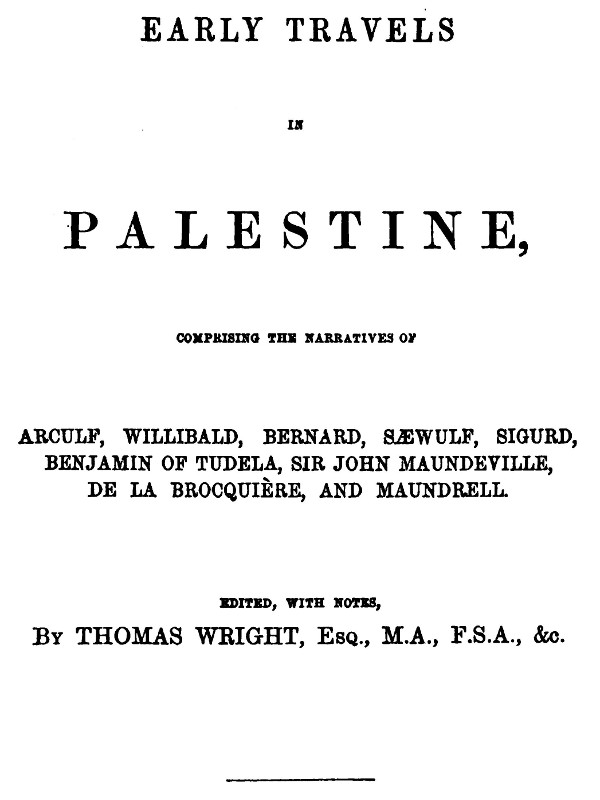 EARLY TRAVELS
IN
PALESTINE,
COMPRISING THE NARRATIVES OF
ARCULF, WILLIBALD, BERNARD, SÆWULF, SIGURD,
BENJAMIN OF TUDELA, SIR JOHN MAUNDEVILLE,
DE LA BROCQUIÈRE, AND MAUNDRELL.
EDITED, WITH NOTES,
BY THOMAS WRIGHT, ESQ., M.A., F.S.A., &c.